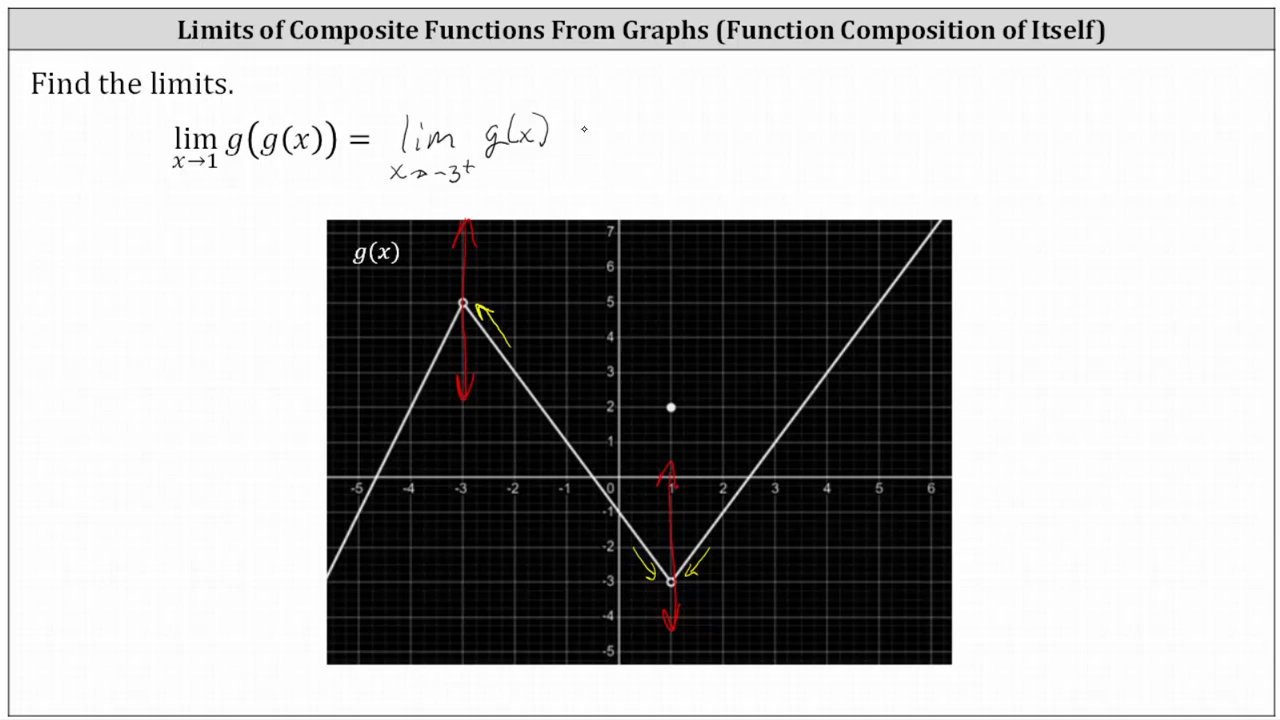 Limits of Composite Functions From Graphs (Function Composition of Itself)
Find the limits.
lim g(g(x)) = lim g(x)
x→1 x→-3⁺
g(x)
7
6
5
4
3
2
1
-5 -4 -3 -2 -1 0 1 2 3 4 5 6
-1
-2
-3
-4
-5